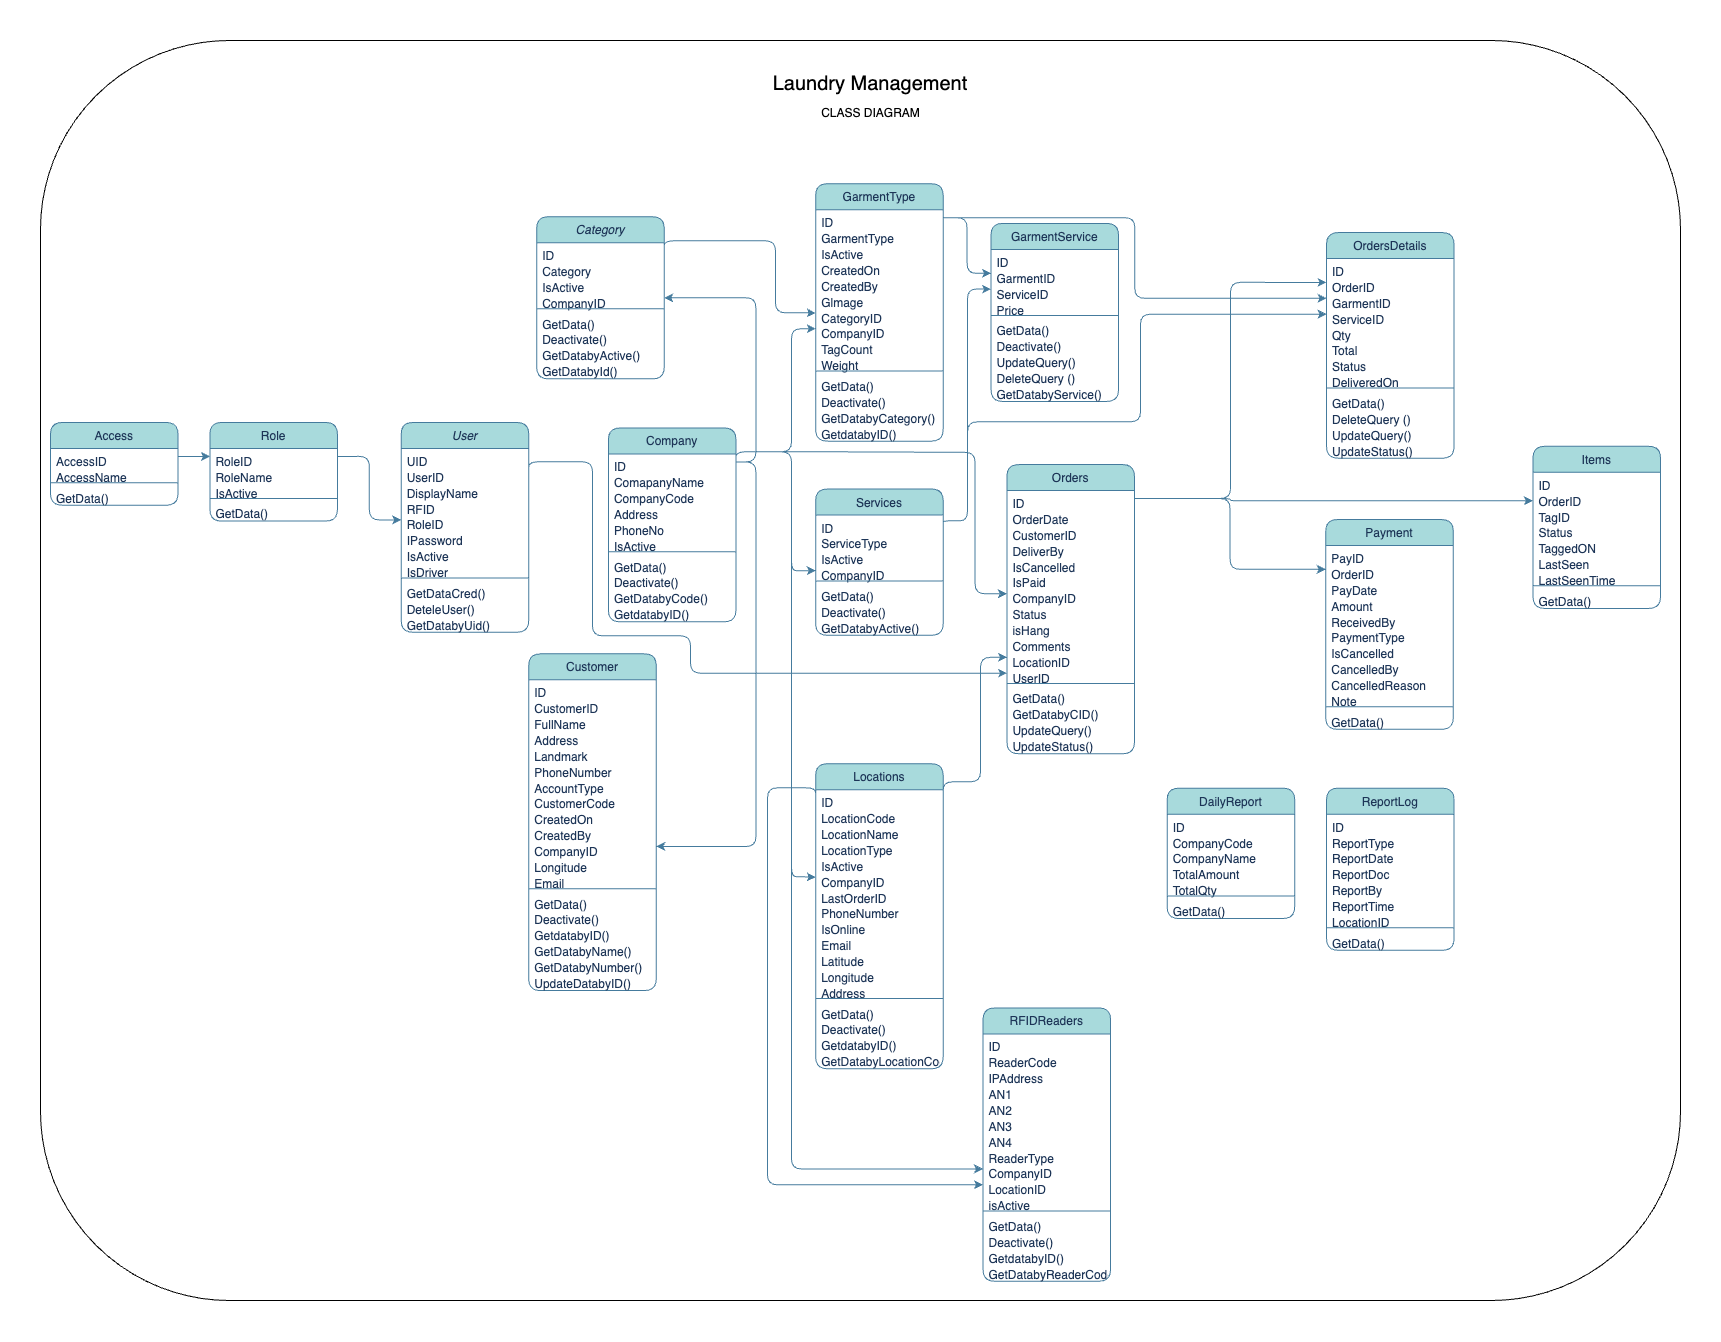 Laundry Management
CLASS DIAGRAM
Category
ID
Category
IsActive
CompanyID
GetData()
Deactivate()
GetDatabyActive()
GetDatabyId()
GarmentType
ID
GarmentType
IsActive
CreatedOn
CreatedBy
GImage
CategoryID
CompanyID
TagCount
Weight
GetData()
Deactivate()
GetDatabyCategory()
GetdatabyID()
GarmentService
ID
GarmentID
ServiceID
Price
GetData()
Deactivate()
UpdateQuery()
DeleteQuery ()
GetDatabyService()
OrdersDetails
ID
OrderID
GarmentID
ServiceID
Qty
Total
Status
DeliveredOn
GetData()
DeleteQuery ()
UpdateQuery()
UpdateStatus()
Access
AccessID
AccessName
GetData()
Role
RoleID
RoleName
IsActive
GetData()
User
UID
UserID
DisplayName
RFID
RoleID
IPassword
IsActive
IsDriver
GetDataCred()
DeteleUser()
GetDatabyUid()
Company
ID
ComapanyName
CompanyCode
Address
PhoneNo
IsActive
GetData()
Deactivate()
GetDatabyCode()
GetdatabyID()
Services
ID
ServiceType
IsActive
CompanyID
GetData()
Deactivate()
GetDatabyActive()
Orders
ID
OrderDate
CustomerID
DeliverBy
IsCancelled
IsPaid
CompanyID
Status
isHang
Comments
LocationID
UserID
GetData()
GetDatabyCID()
UpdateQuery()
UpdateStatus()
Items
ID
OrderID
TagID
Status
TaggedON
LastSeen
LastSeenTime
GetData()
Payment
PayID
OrderID
PayDate
Amount
ReceivedBy
PaymentType
IsCancelled
CancelledBy
CancelledReason
Note
GetData()
Customer
ID
CustomerID
FullName
Address
Landmark
PhoneNumber
AccountType
CustomerCode
CreatedOn
CreatedBy
CompanyID
Longitude
Email
GetData()
Deactivate()
GetdatabyID()
GetDatabyName()
GetDatabyNumber()
UpdateDatabyID()
Locations
ID
LocationCode
LocationName
LocationType
IsActive
CompanyID
LastOrderID
PhoneNumber
IsOnline
Email
Latitude
Longitude
Address
GetData()
Deactivate()
GetdatabyID()
GetDatabyLocationCo
DailyReport
ID
CompanyCode
CompanyName
TotalAmount
TotalQty
GetData()
ReportLog
ID
ReportType
ReportDate
ReportDoc
ReportBy
ReportTime
LocationID
GetData()
RFIDReaders
ID
ReaderCode
IPAddress
AN1
AN2
AN3
AN4
ReaderType
CompanyID
LocationID
isActive
GetData()
Deactivate()
GetdatabyID()
GetDatabyReaderCod